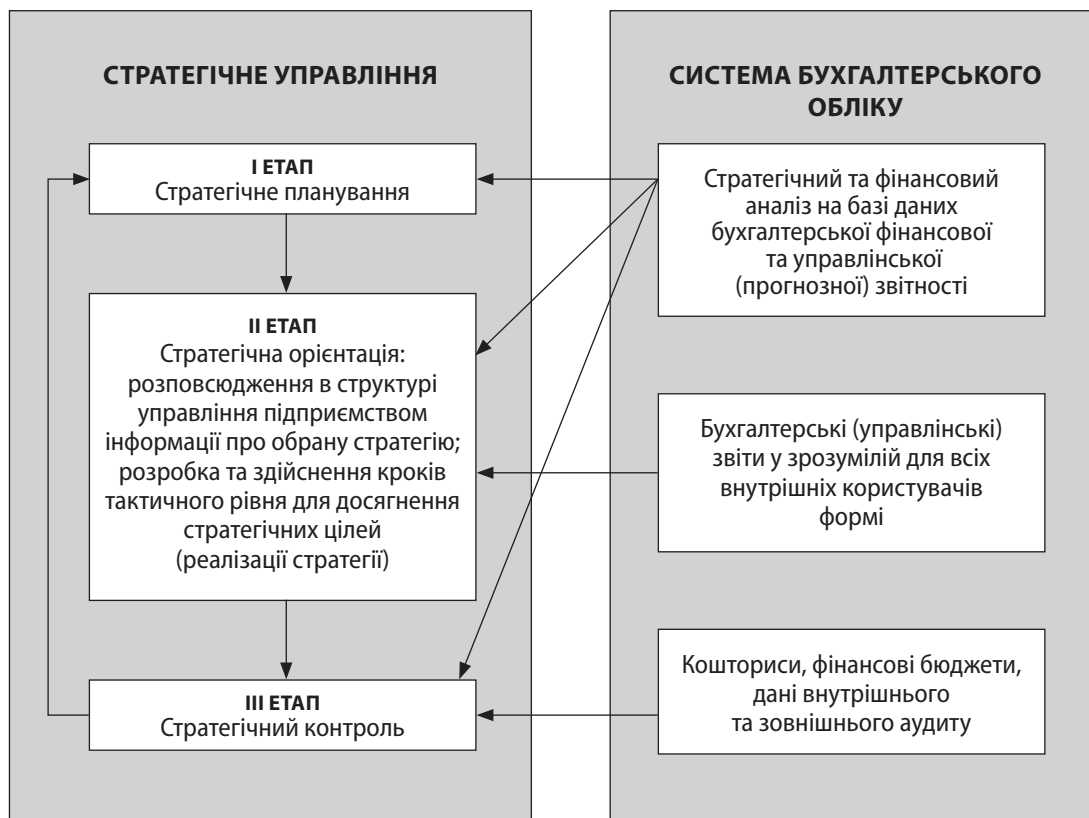 СТРАТЕГІЧНЕ УПРАВЛІННЯ
І ЕТАП
Стратегічне планування
ІІ ЕТАП
Стратегічна орієнтація:
розповсюдження в структурі
управління підприємством
інформації про обрану стратегію;
розробка та здійснення кроків
тактичного рівня для досягнення
стратегічних цілей
(реалізації стратегії)
ІІІ ЕТАП
Стратегічний контроль
СИСТЕМА БУХГАЛТЕРСЬКОГО
ОБЛІКУ
Стратегічний та фінансовий
аналіз на базі даних
бухгалтерської фінансової
та управлінської
(прогнозної) звітності
Бухгалтерські (управлінські)
звіти у зрозумілій для всіх
внутрішніх користувачів
формі
Кошториси, фінансові бюджети,
дані внутрішнього
та зовнішнього аудиту